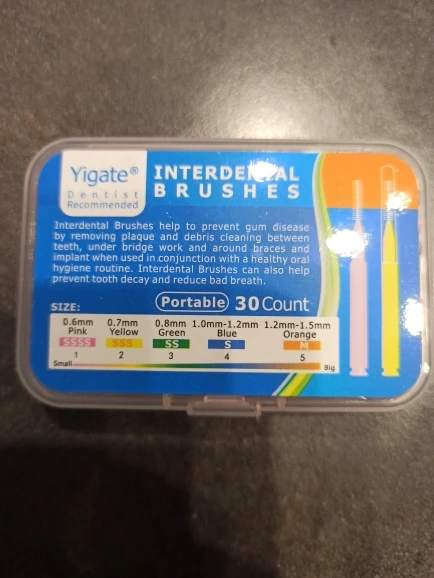 Yigate®
Dentist
Recommended
INTERDENTAL
BRUSHES
Interdental Brushes help to prevent gum disease
by removing plaque and debris cleaning between
teeth, under bridge work and around braces and
implant when used in conjunction with a healthy oral
hygiene routine. Interdental Brushes can also help
prevent tooth decay and reduce bad breath.
Portable 30 Count
SIZE:
0.6mm 0.7mm 0.8mm 1.0mm-1.2mm 1.2mm-1.5mm
Pink Yellow Green Blue Orange
SSSS SSS SS S M
1 2 3 4 5
Small Big